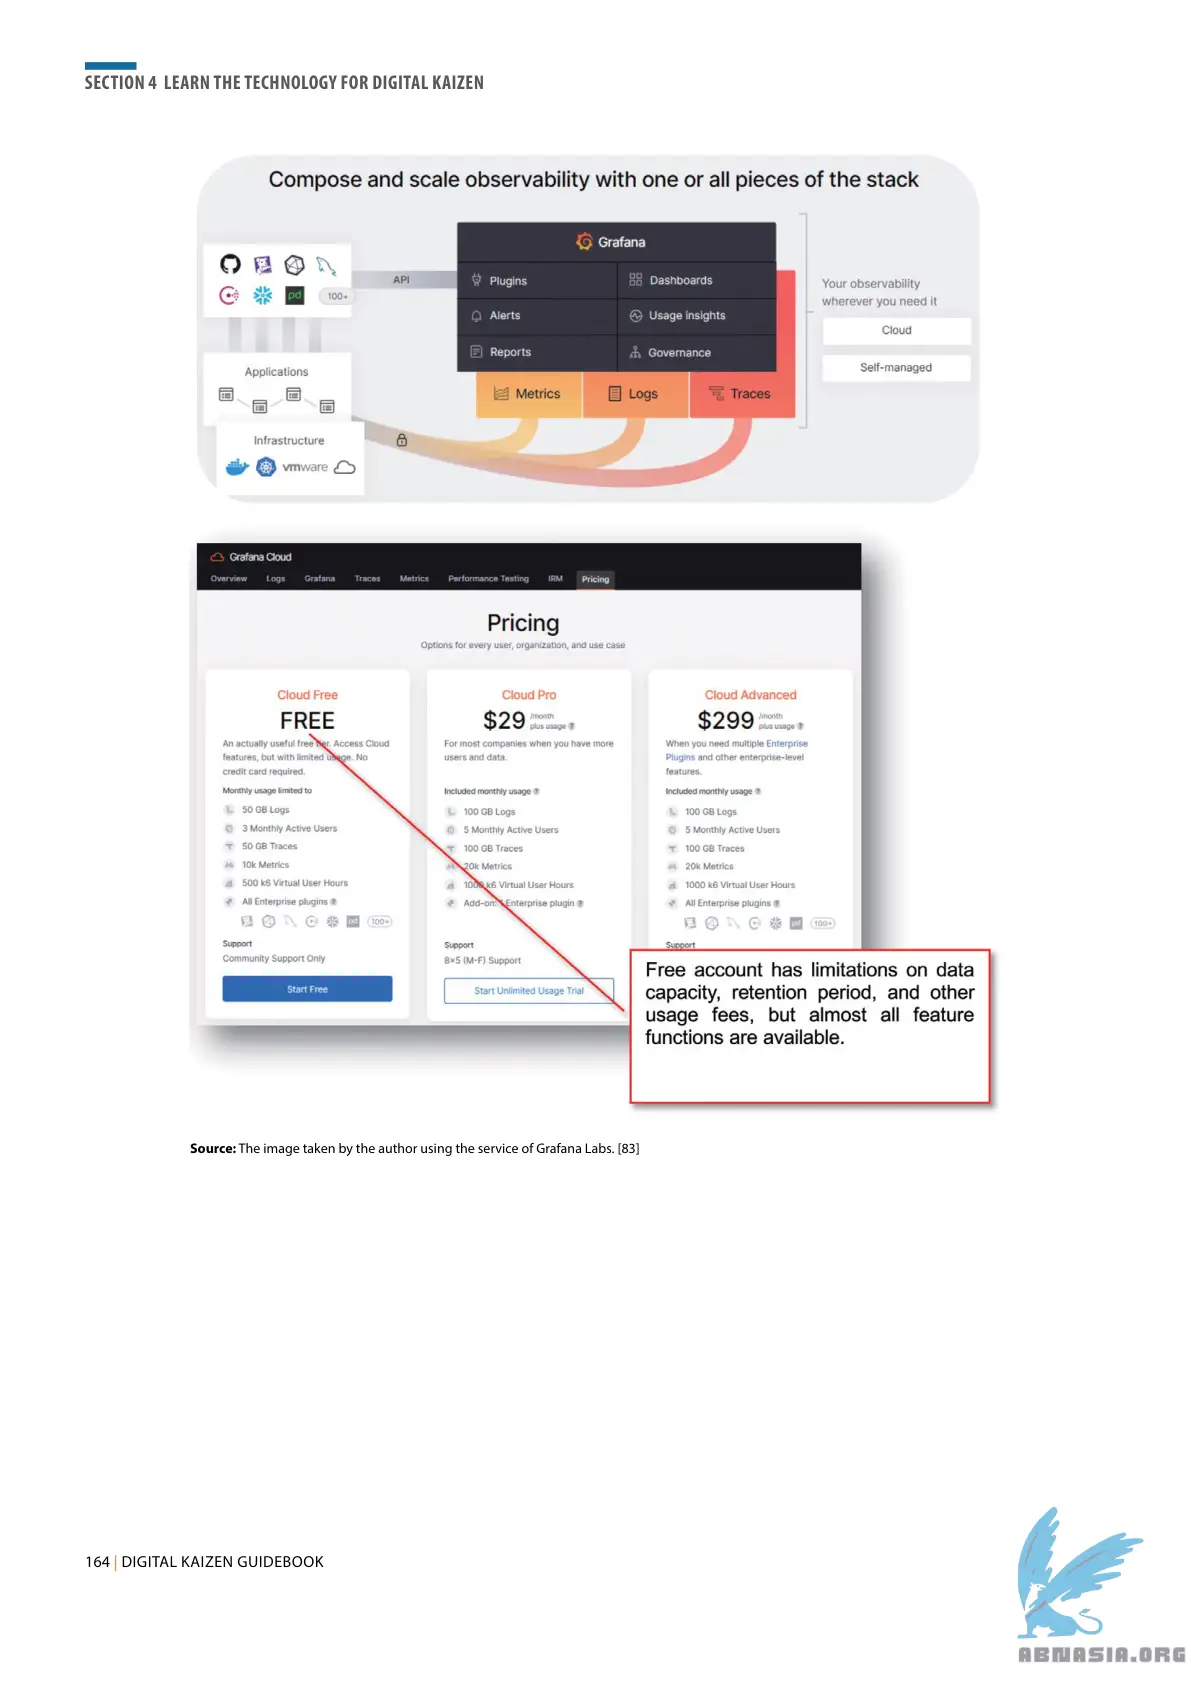 SECTION 4 LEARN THE TECHNOLOGY FOR DIGITAL KAIZEN
Compose and scale observability with one or all pieces of the stack
pd
100+
API
Grafana
Plugins
Dashboards
Alerts
Usage insights
Reports
Governance
Metrics
Logs
Traces
Your observability
wherever you need it
Cloud
Self-managed
Applications
Infrastructure
vmware
Grafana Cloud
Overview Logs Grafana Traces Metrics Performance Testing IRM Pricing
Pricing
Options for every user, organization, and use case
Cloud Free
FREE
An actually useful free tier. Access Cloud
features, but with limited usage. No
credit card required.
Monthly usage limited to
50 GB Logs
3 Monthly Active Users
50 GB Traces
10k Metrics
500 k6 Virtual User Hours
All Enterprise plugins
pd
100+
Support
Community Support Only
Start Free
Cloud Pro
$29 /month
plus usage
For most companies when you have more
users and data.
Included monthly usage
100 GB Logs
5 Monthly Active Users
100 GB Traces
20k Metrics
1000 k6 Virtual User Hours
Add-on: Enterprise plugin
Support
8×5 (M-F) Support
Start Unlimited Usage Trial
Cloud Advanced
$299 /month
plus usage
When you need multiple Enterprise
Plugins and other enterprise-level
features.
Included monthly usage
100 GB Logs
5 Monthly Active Users
100 GB Traces
20k Metrics
1000 k6 Virtual User Hours
All Enterprise plugins
pd
100+
Support
Free account has limitations on data
capacity, retention period, and other
usage fees, but almost all feature
functions are available.
Source: The image taken by the author using the service of Grafana Labs. [83]
164 | DIGITAL KAIZEN GUIDEBOOK
ABNASIA.ORG